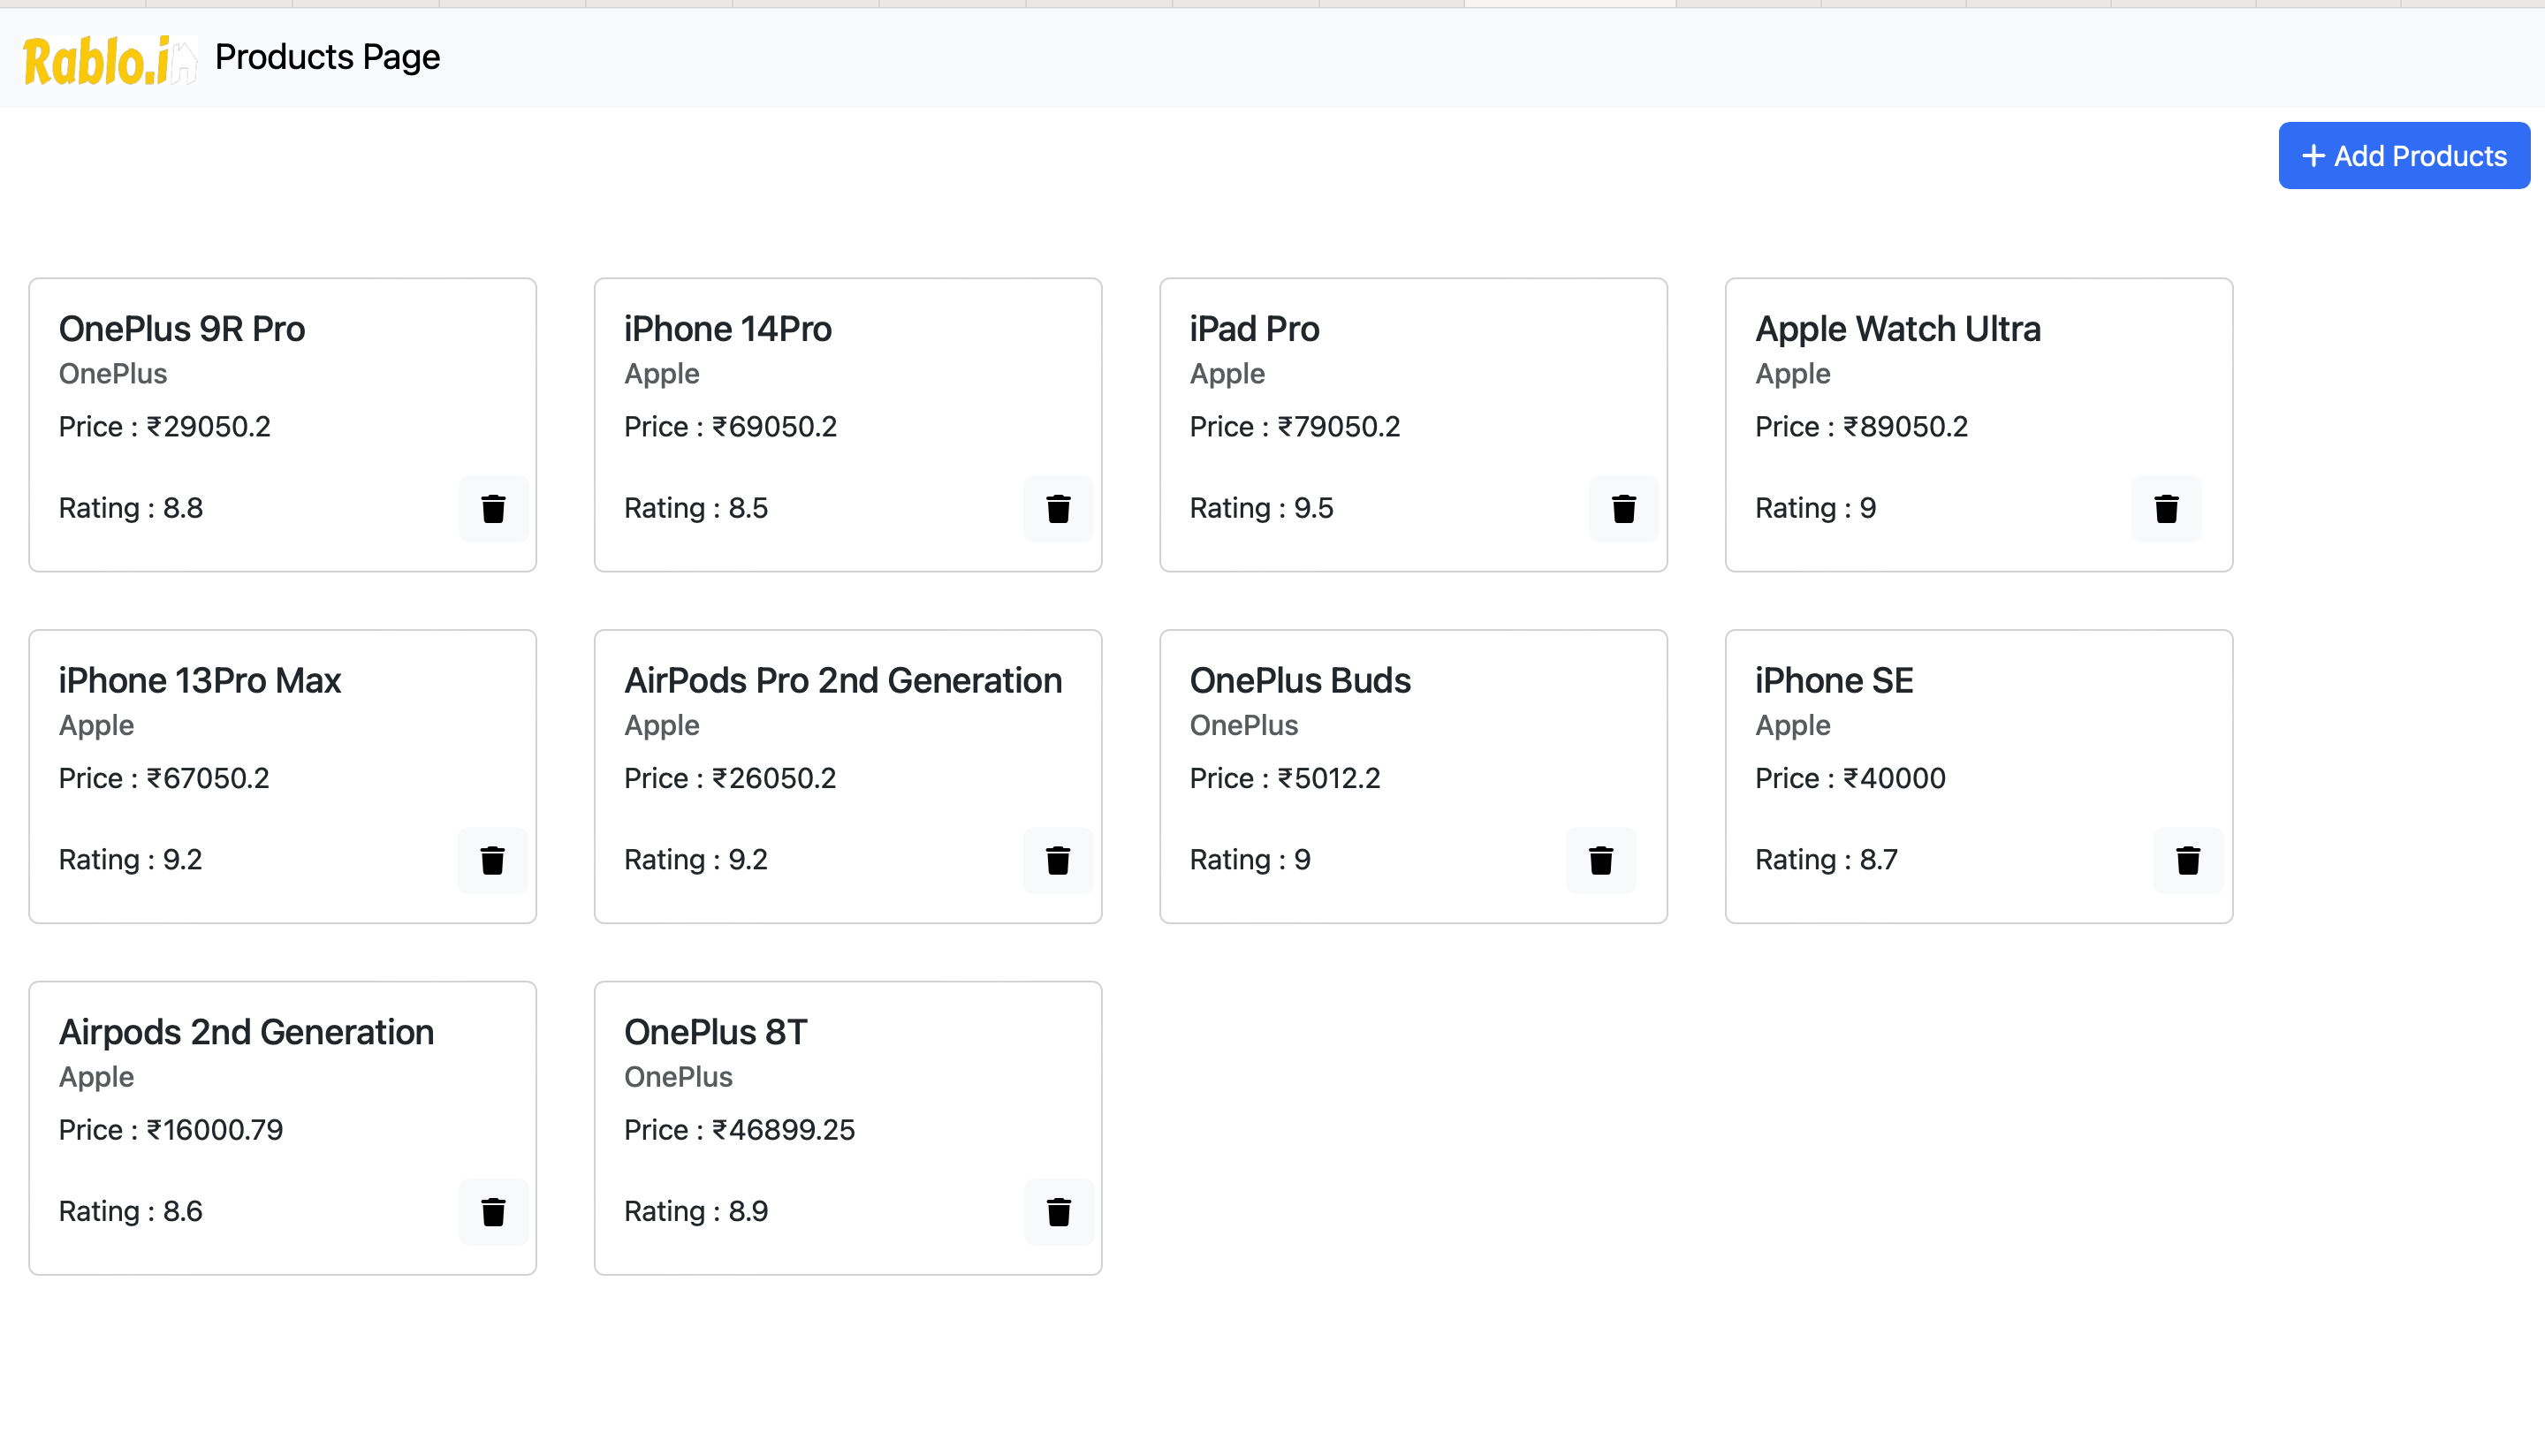 Rablo.in Products Page
+ Add Products
OnePlus 9R Pro
OnePlus
Price : ₹29050.2
Rating : 8.8
iPhone 14Pro
Apple
Price : ₹69050.2
Rating : 8.5
iPad Pro
Apple
Price : ₹79050.2
Rating : 9.5
Apple Watch Ultra
Apple
Price : ₹89050.2
Rating : 9
iPhone 13Pro Max
Apple
Price : ₹67050.2
Rating : 9.2
AirPods Pro 2nd Generation
Apple
Price : ₹26050.2
Rating : 9.2
OnePlus Buds
OnePlus
Price : ₹5012.2
Rating : 9
iPhone SE
Apple
Price : ₹40000
Rating : 8.7
Airpods 2nd Generation
Apple
Price : ₹16000.79
Rating : 8.6
OnePlus 8T
OnePlus
Price : ₹46899.25
Rating : 8.9